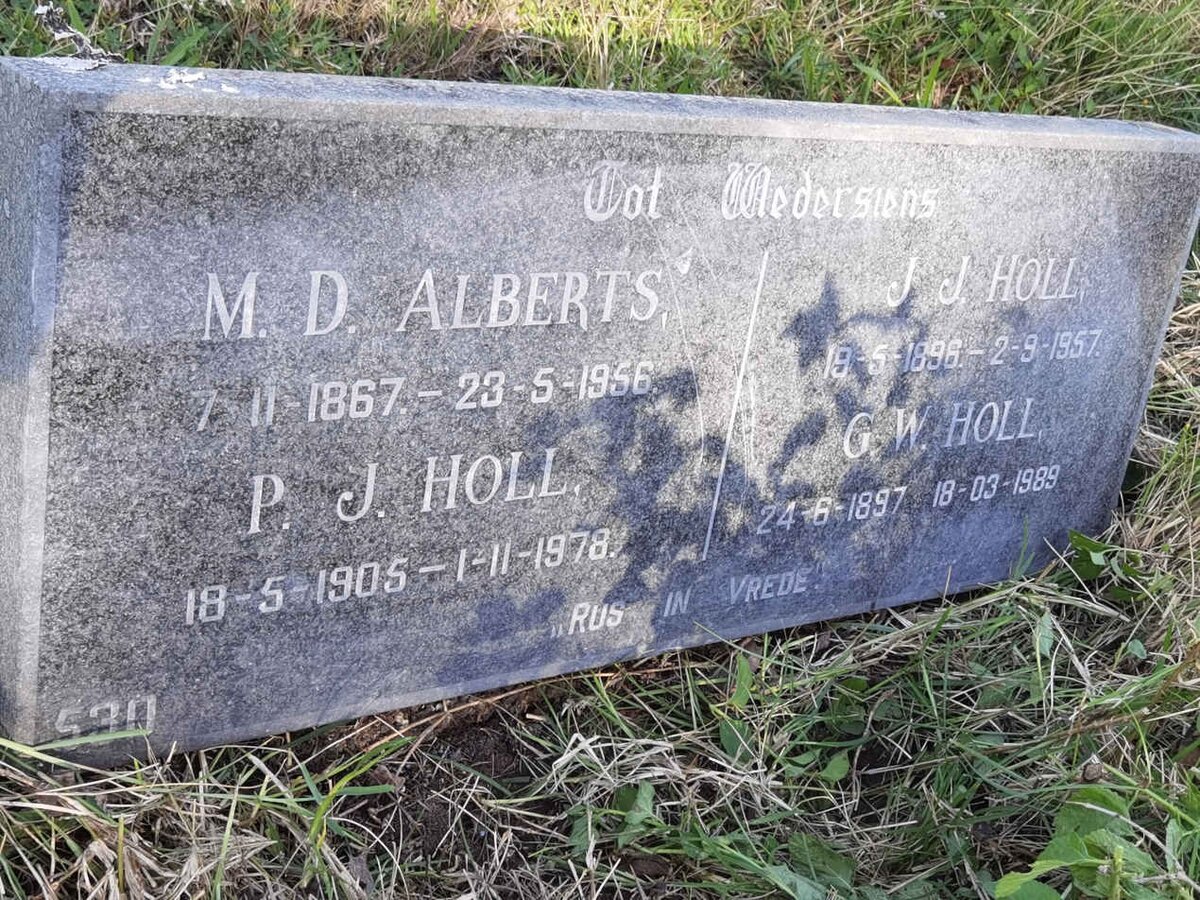 Tot Wedersiens
M. D. ALBERTS,
7-11-1867.-23-5-1956.
P. J. HOLL,
18-5-1905-1-11-1978.
J. J. HOLL,
19-5-1896.-2-9-1957.
G. W. HOLL,
24-6-1897 18-03-1989
„RUS IN VREDE"
530